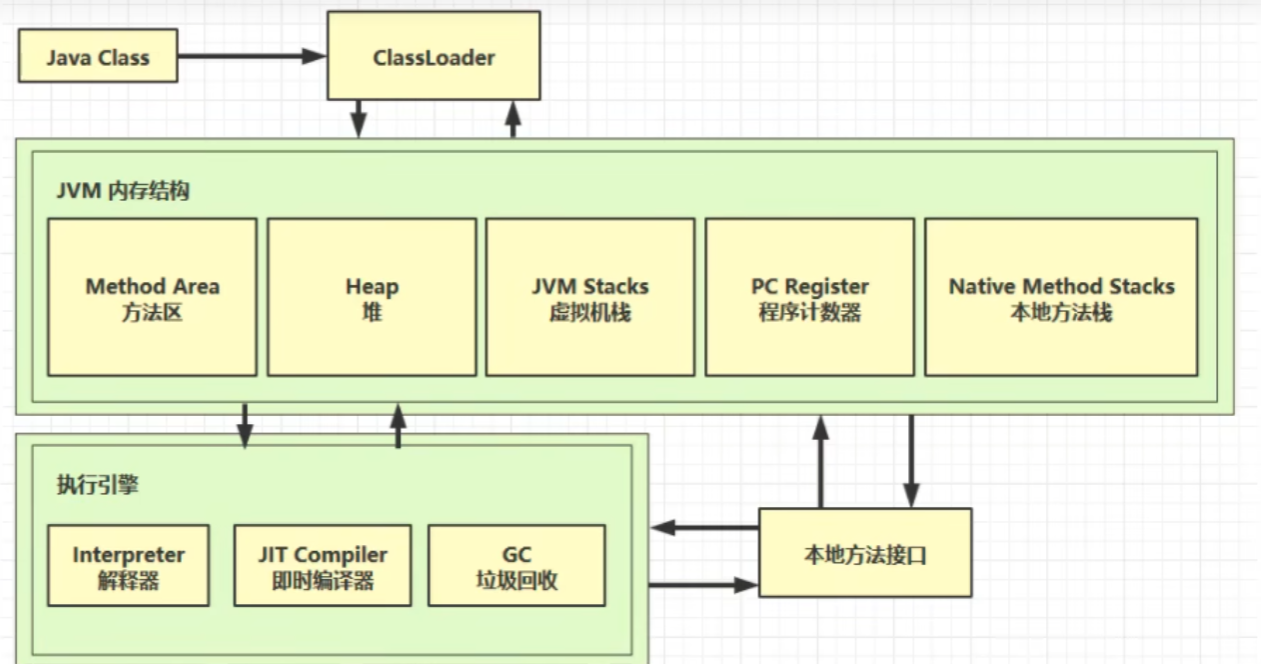 Java Class
ClassLoader
JVM 内存结构
Method Area
方法区
Heap
堆
JVM Stacks
虚拟机栈
PC Register
程序计数器
Native Method Stacks
本地方法栈
执行引擎
Interpreter
解释器
JIT Compiler
即时编译器
GC
垃圾回收
本地方法接口